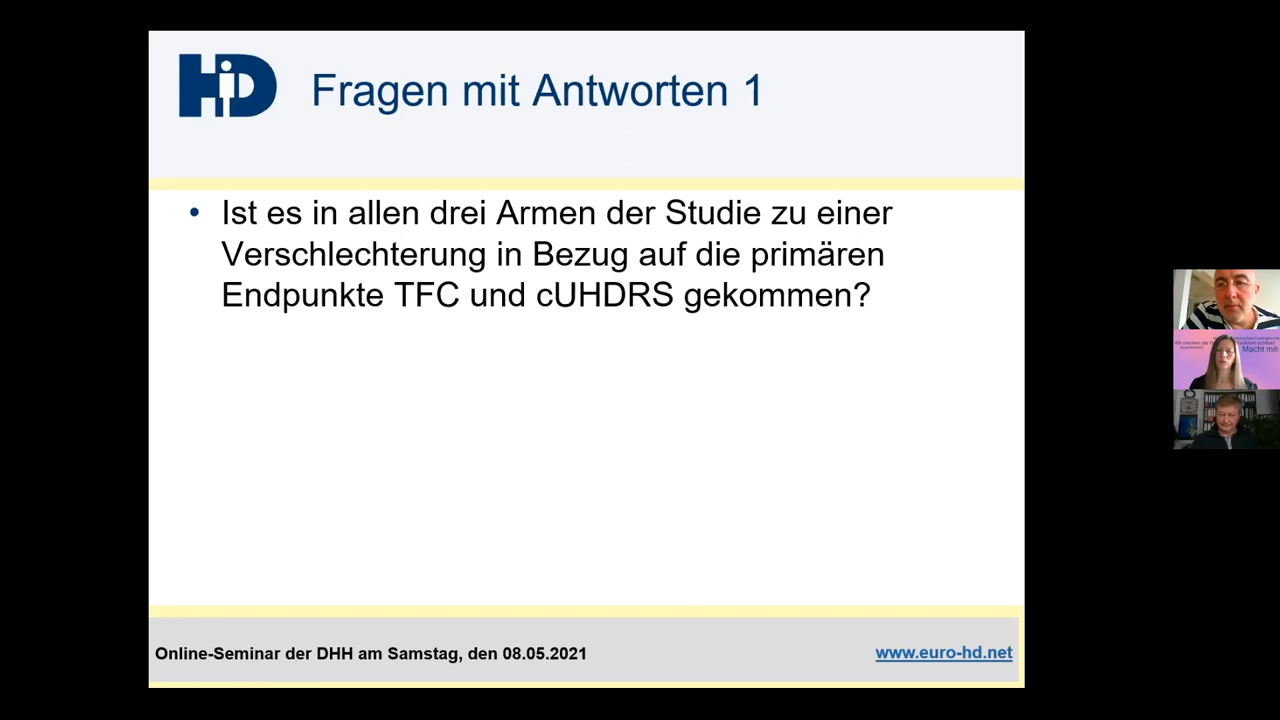 HD
Fragen mit Antworten 1
• Ist es in allen drei Armen der Studie zu einer
Verschlechterung in Bezug auf die primären
Endpunkte TFC und cUHDRS gekommen?
Macht mit
Online-Seminar der DHH am Samstag, den 08.05.2021
www.euro-hd.net